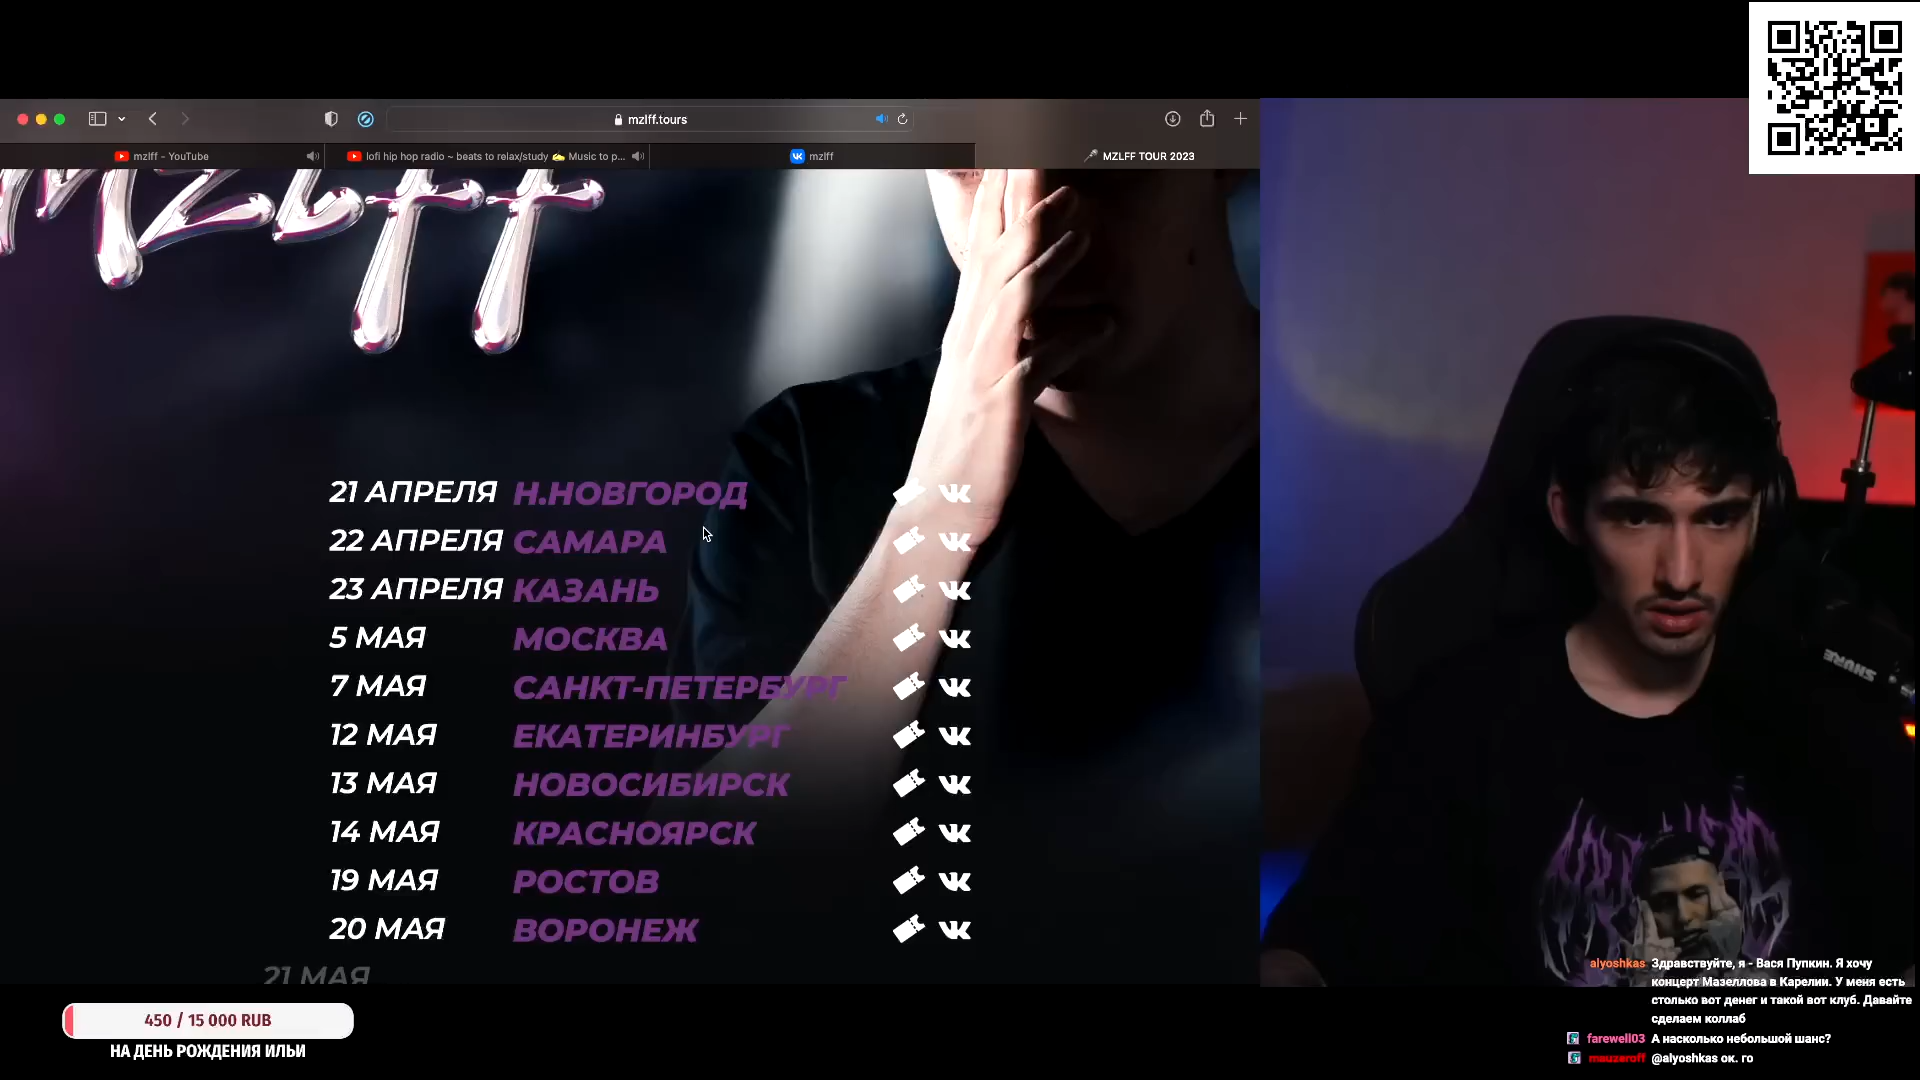 mzlff.tours
mzlff - YouTube
lofi hip hop radio ~ beats to relax/study ✍️ Music to p...
mzlff
MZLFF TOUR 2023
MZLFF
21 АПРЕЛЯ Н.НОВГОРОД
22 АПРЕЛЯ САМАРА
23 АПРЕЛЯ КАЗАНЬ
5 МАЯ МОСКВА
7 МАЯ САНКТ-ПЕТЕРБУРГ
12 МАЯ ЕКАТЕРИНБУРГ
13 МАЯ НОВОСИБИРСК
14 МАЯ КРАСНОЯРСК
19 МАЯ РОСТОВ
20 МАЯ ВОРОНЕЖ
21 МАЯ
SHURE
450 / 15 000 RUB
НА ДЕНЬ РОЖДЕНИЯ ИЛЬИ
alyoshkas Здравствуйте, я - Вася Пупкин. Я хочу
концерт Мазеллова в Карелии. У меня есть
столько вот денег и такой вот клуб. Давайте
сделаем коллаб
farewell03 А насколько небольшой шанс?
mauzeroff @alyoshkas ок. го